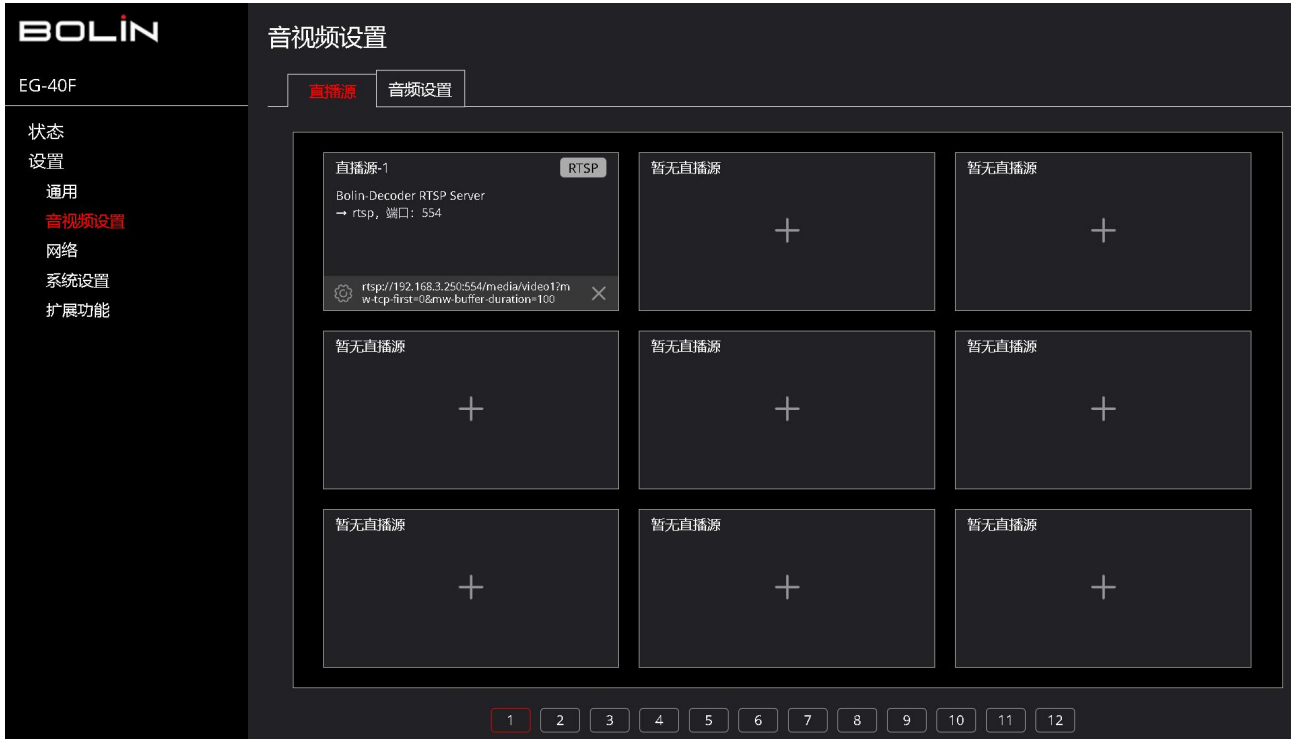 BOLIN
EG-40F
状态
设置
通用
音视频设置
网络
系统设置
扩展功能
音视频设置
直播源
音频设置
直播源-1
RTSP
Bolin-Decoder RTSP Server
→ rtsp, 端口: 554
rtsp://192.168.3.250:554/media/video1?m
w-tcp-first=0&mw-buffer-duration=100
暂无直播源
暂无直播源
暂无直播源
暂无直播源
暂无直播源
暂无直播源
暂无直播源
暂无直播源
1 2 3 4 5 6 7 8 9 10 11 12